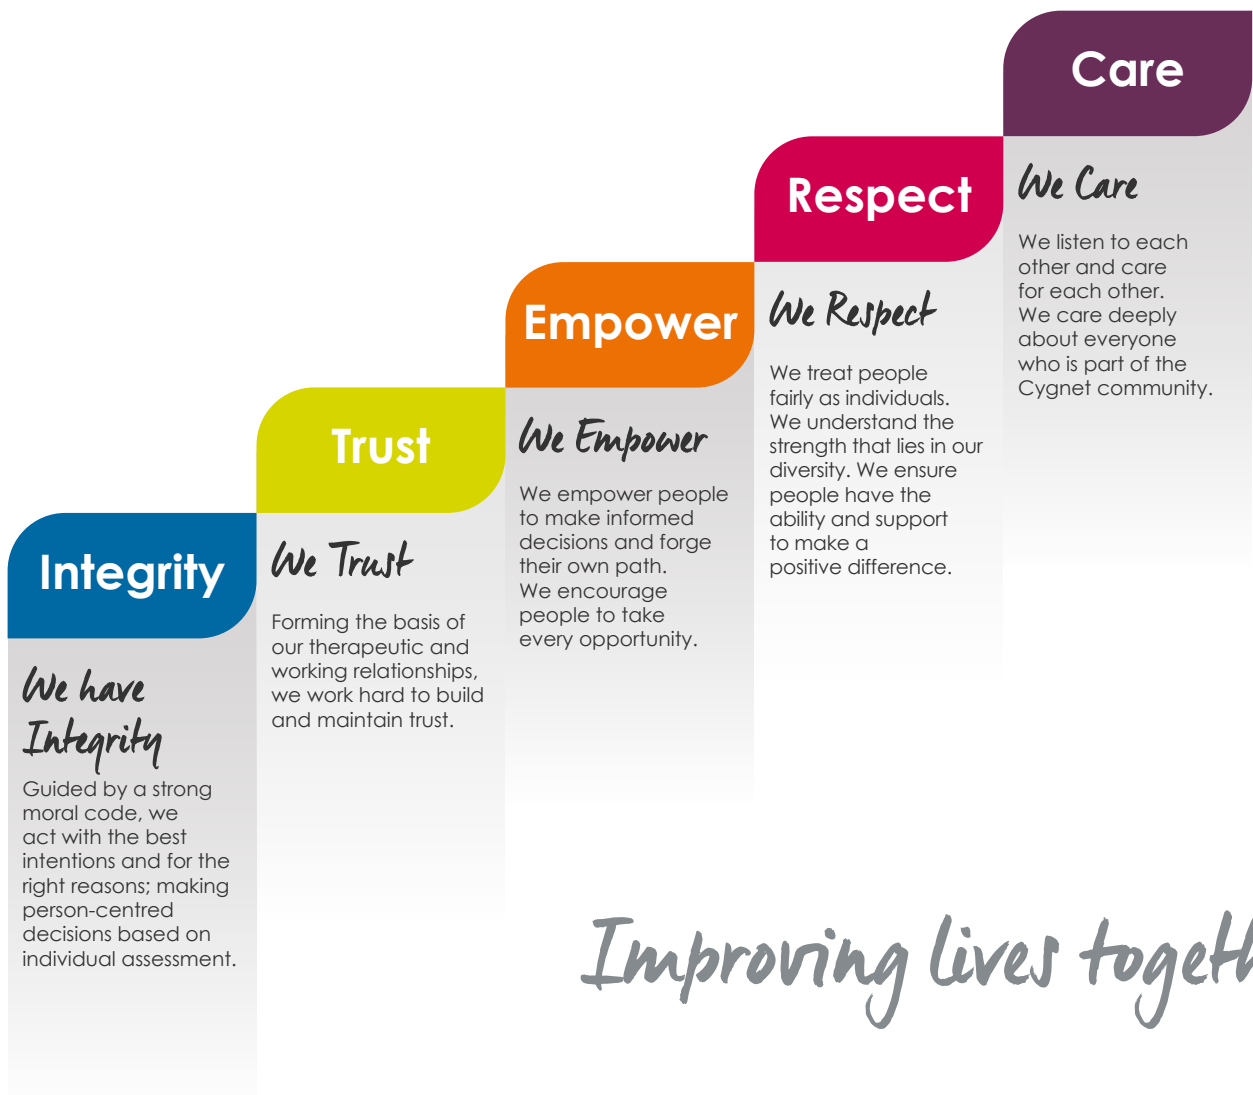 Care
We Care
We listen to each
other and care
for each other.
We care deeply
about everyone
who is part of the
Cygnet community.
Respect
We Respect
We treat people
fairly as individuals.
We understand the
strength that lies in our
diversity. We ensure
people have the
ability and support
to make a
positive difference.
Empower
We Empower
We empower people
to make informed
decisions and forge
their own path.
We encourage
people to take
every opportunity.
Trust
We Trust
Forming the basis of
our therapeutic and
working relationships,
we work hard to build
and maintain trust.
Integrity
We have
Integrity
Guided by a strong
moral code, we
act with the best
intentions and for the
right reasons; making
person-centred
decisions based on
individual assessment.
Improving lives togeth